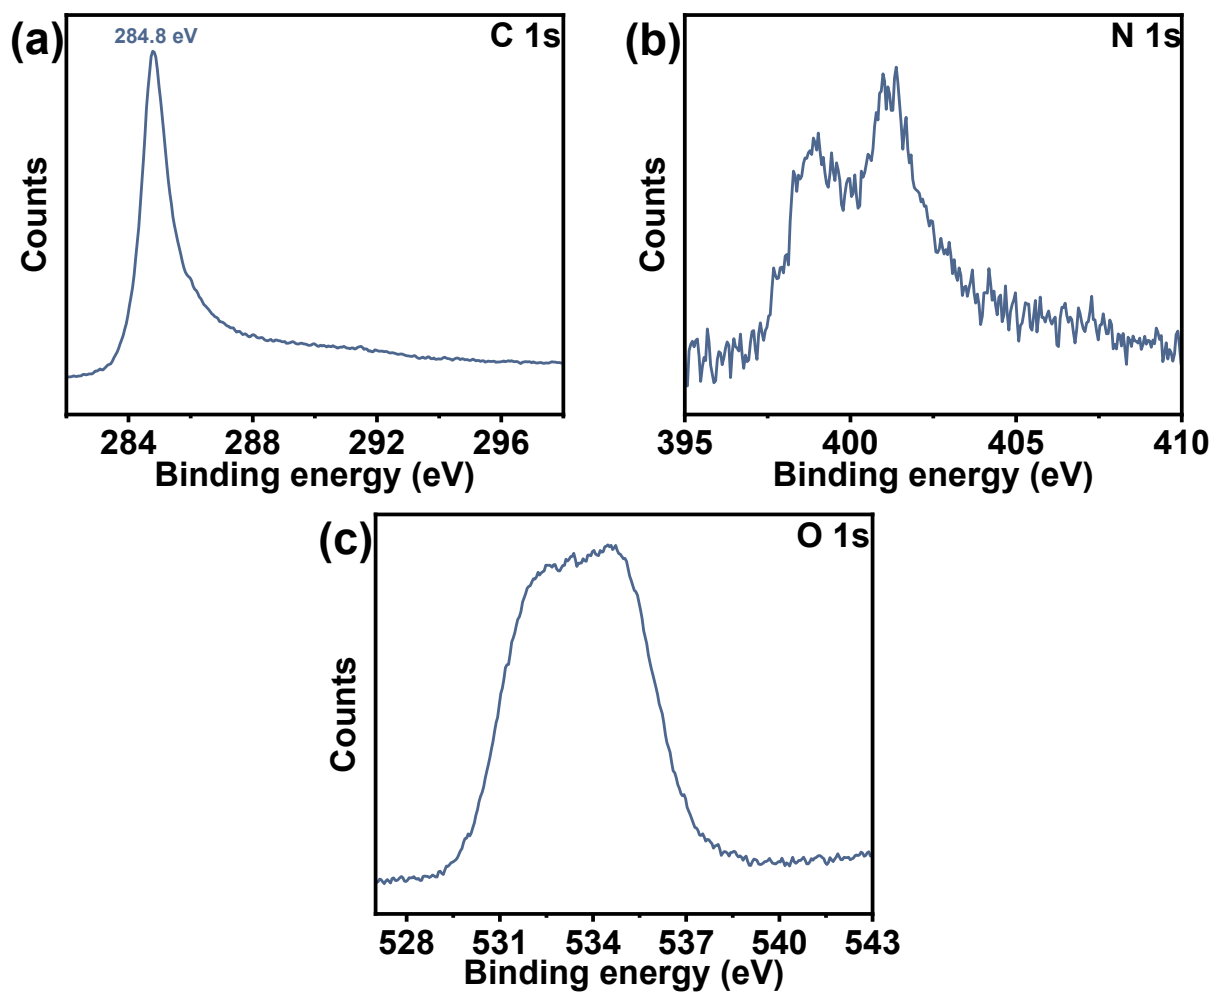 (a)
284.8 eV
C 1s
Counts
284 288 292 296
Binding energy (eV)
(b)
N 1s
Counts
395 400 405 410
Binding energy (eV)
(c)
O 1s
Counts
528 531 534 537 540 543
Binding energy (eV)